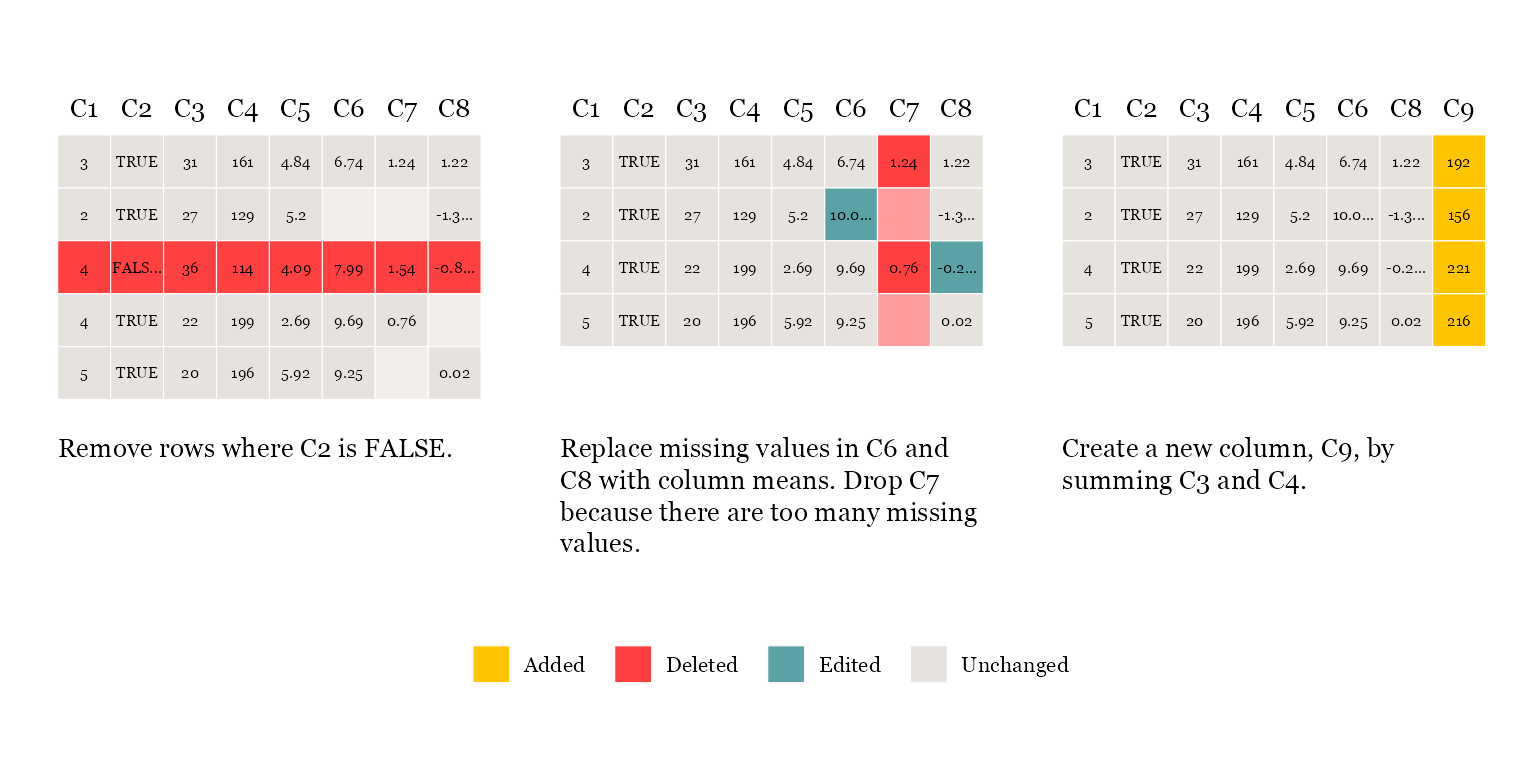 C1 C2 C3 C4 C5 C6 C7 C8
3 TRUE 31 161 4.84 6.74 1.24 1.22
2 TRUE 27 129 5.2 -1.3...
4 FALS... 36 114 4.09 7.99 1.54 -0.8...
4 TRUE 22 199 2.69 9.69 0.76
5 TRUE 20 196 5.92 9.25 0.02
Remove rows where C2 is FALSE.
C1 C2 C3 C4 C5 C6 C7 C8
3 TRUE 31 161 4.84 6.74 1.24 1.22
2 TRUE 27 129 5.2 10.0... -1.3...
4 TRUE 22 199 2.69 9.69 0.76 -0.2...
5 TRUE 20 196 5.92 9.25 0.02
Replace missing values in C6 and
C8 with column means. Drop C7
because there are too many missing
values.
C1 C2 C3 C4 C5 C6 C8 C9
3 TRUE 31 161 4.84 6.74 1.22 192
2 TRUE 27 129 5.2 10.0... -1.3... 156
4 TRUE 22 199 2.69 9.69 -0.2... 221
5 TRUE 20 196 5.92 9.25 0.02 216
Create a new column, C9, by
summing C3 and C4.
Added Deleted Edited Unchanged